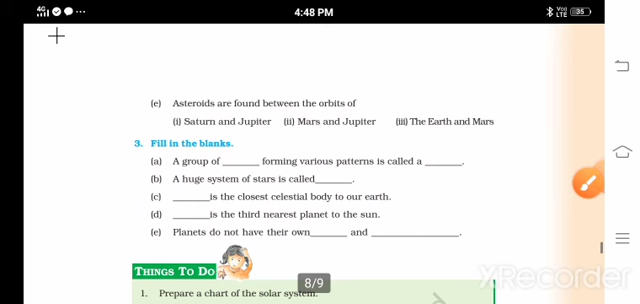 4G 4:48 PM Vo)) LTE 35
(e) Asteroids are found between the orbits of
(i) Saturn and Jupiter (ii) Mars and Jupiter (iii) The Earth and Mars
3. Fill in the blanks.
(a) A group of _______ forming various patterns is called a _______.
(b) A huge system of stars is called_______.
(c) _______is the closest celestial body to our earth.
(d) _______is the third nearest planet to the sun.
(e) Planets do not have their own_______ and _________________.
THINGS TO DO
8/9
1. Prepare a chart of the solar system.
XRecorder